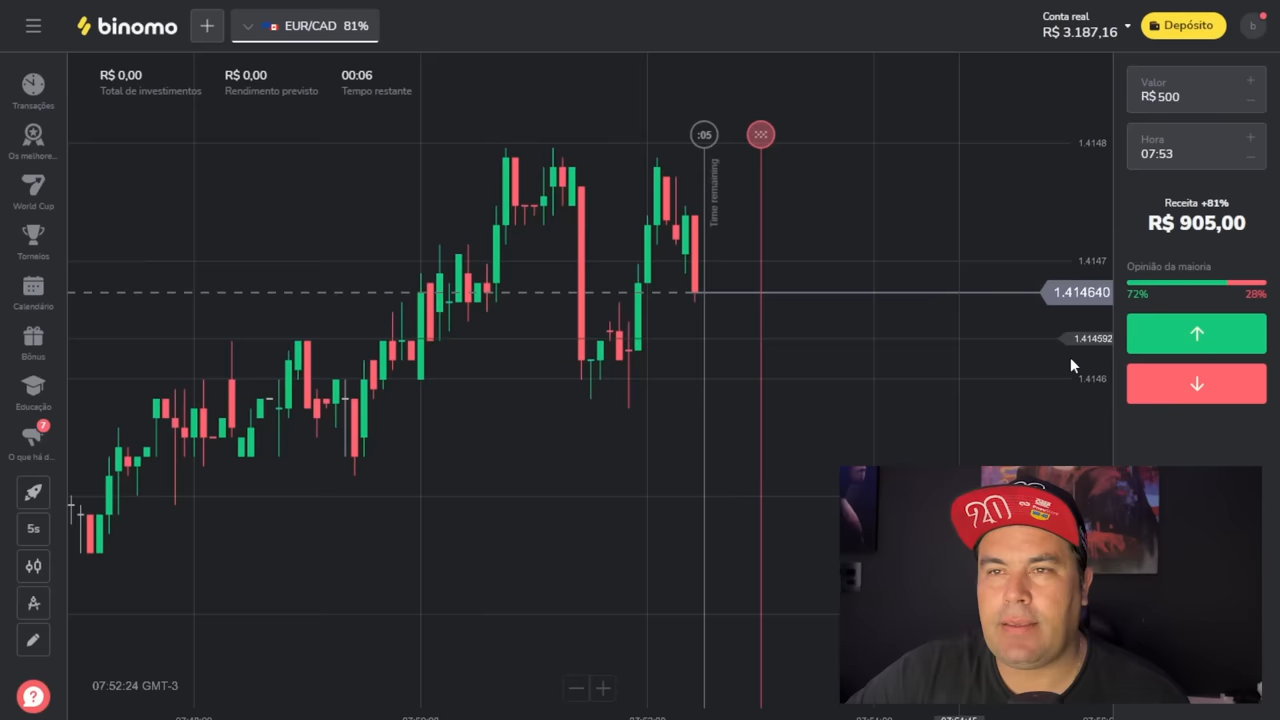 binomo
EUR/CAD 81%
Conta real
R$ 3.187,16
Depósito
b
R$ 0,00
Total de investimentos
R$ 0,00
Rendimento previsto
00:06
Tempo restante
Transações
Os melhore...
World Cup
Torneios
Calendário
Bônus
Educação
7
O que há d...
5s
?
:05
Time remaining
1.4148
1.4147
1.414640
1.414592
1.4146
Valor
R$ 500
Hora
07:53
Receita +81%
R$ 905,00
Opinião da maioria
72%
28%
20
07:52:24 GMT-3